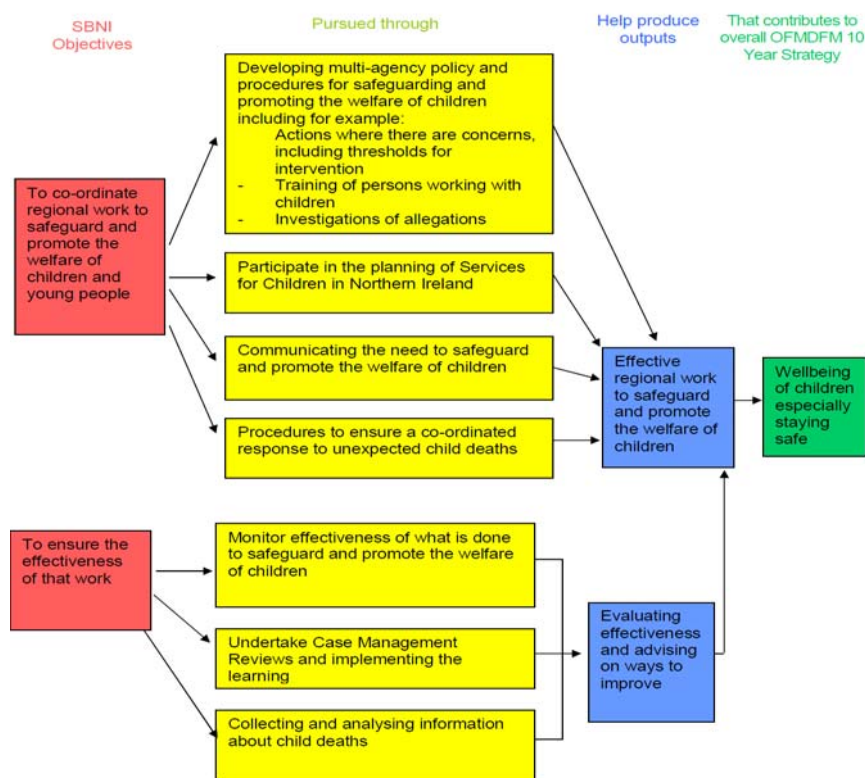 SBNI
Objectives
Pursued through
Help produce
outputs
That contributes to
overall OFMDFM 10
Year Strategy
To co-ordinate
regional work to
safeguard and
promote the
welfare of
children and
young people
Developing multi-agency policy and
procedures for safeguarding and
promoting the welfare of children
including for example:
Actions where there are concerns,
including thresholds for
intervention
- Training of persons working with
children
- Investigations of allegations
Participate in the planning of Services
for Children in Northern Ireland
Communicating the need to safeguard
and promote the welfare of children
Procedures to ensure a co-ordinated
response to unexpected child deaths
Effective
regional work
to safeguard
and promote
the welfare of
children
Wellbeing
of children
especially
staying
safe
To ensure the
effectiveness
of that work
Monitor effectiveness of what is done
to safeguard and promote the welfare
of children
Undertake Case Management
Reviews and implementing the
learning
Collecting and analysing information
about child deaths
Evaluating
effectiveness
and advising
on ways to
improve